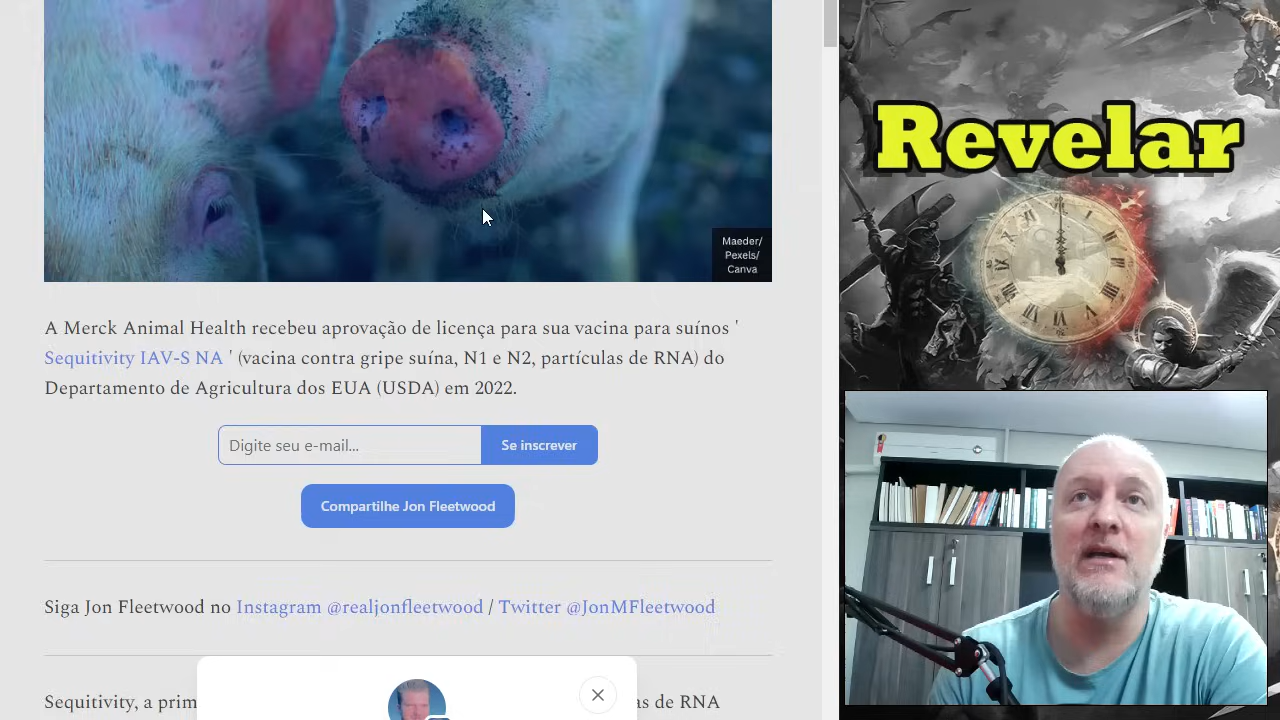 Maeder/
Pexels/
Canva
A Merck Animal Health recebeu aprovação de licença para sua vacina para suínos '
Sequitivity IAV-S NA ' (vacina contra gripe suína, N1 e N2, partículas de RNA) do
Departamento de Agricultura dos EUA (USDA) em 2022.
Digite seu e-mail... Se inscrever
Compartilhe Jon Fleetwood
Siga Jon Fleetwood no Instagram @realjonfleetwood / Twitter @JonMFleetwood
Sequitivity, a prim
as de RNA
Revelar